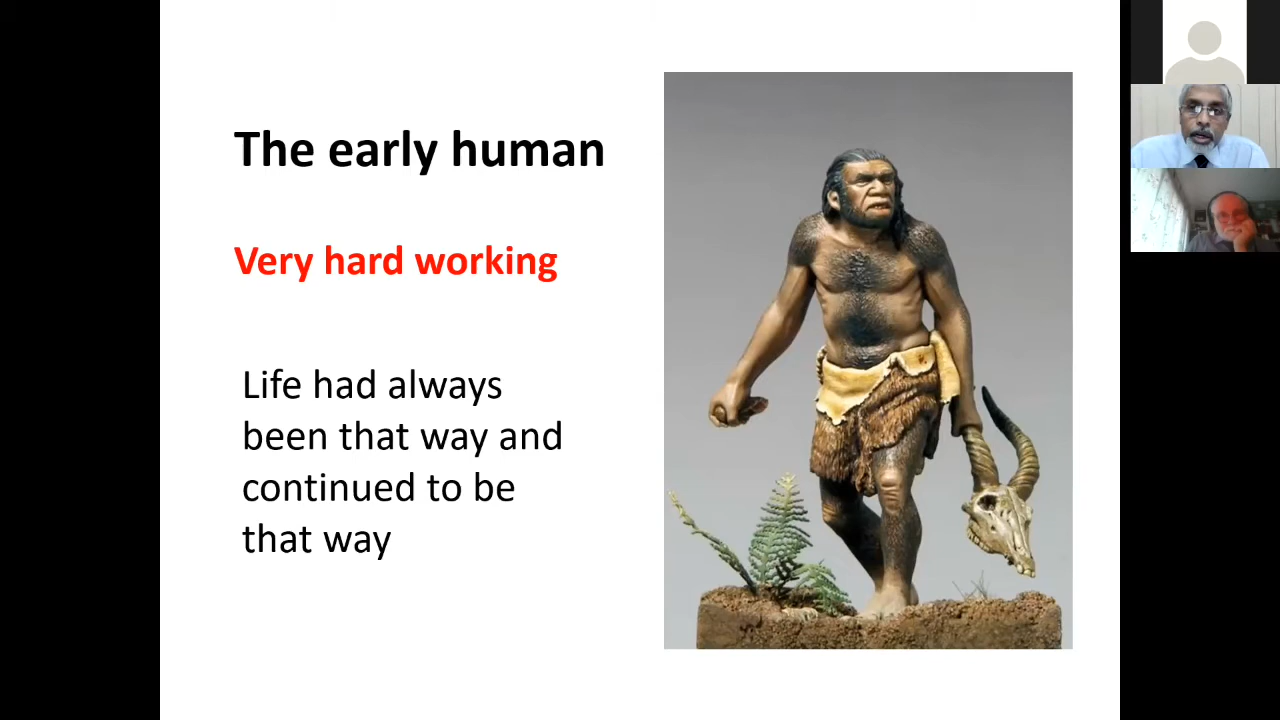 The early human
Very hard working
Life had always
been that way and
continued to be
that way